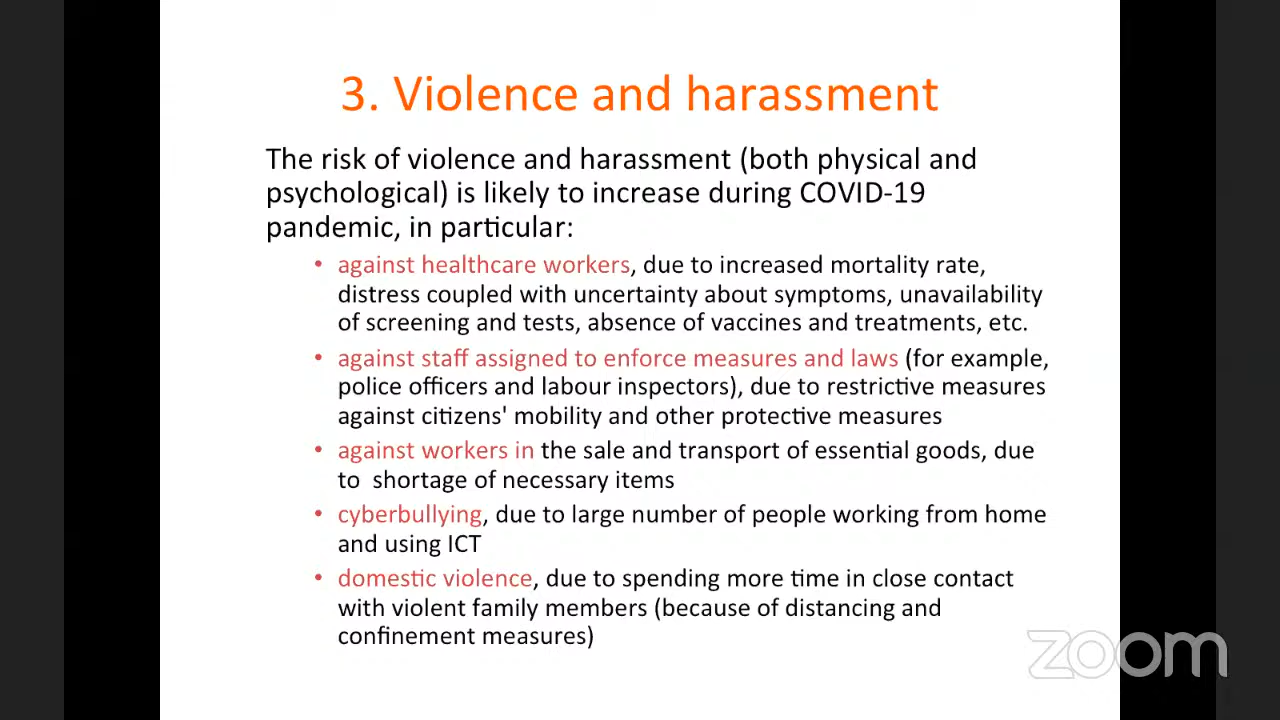 3. Violence and harassment
The risk of violence and harassment (both physical and
psychological) is likely to increase during COVID-19
pandemic, in particular:
• against healthcare workers, due to increased mortality rate,
distress coupled with uncertainty about symptoms, unavailability
of screening and tests, absence of vaccines and treatments, etc.
• against staff assigned to enforce measures and laws (for example,
police officers and labour inspectors), due to restrictive measures
against citizens' mobility and other protective measures
• against workers in the sale and transport of essential goods, due
to  shortage of necessary items
• cyberbullying, due to large number of people working from home
and using ICT
• domestic violence, due to spending more time in close contact
with violent family members (because of distancing and
confinement measures)
zoom